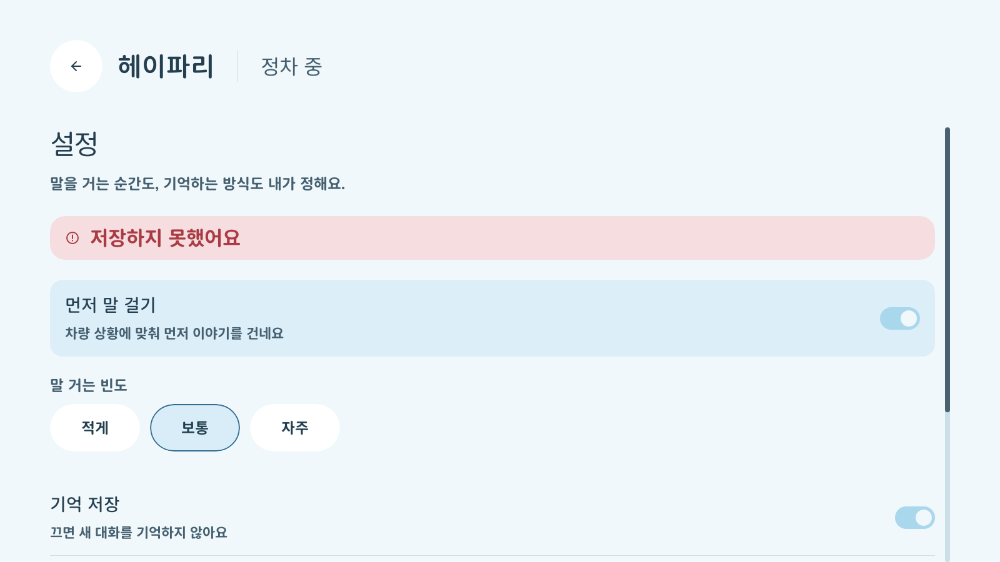 헤이파리
정차 중
설정
말을 거는 순간도, 기억하는 방식도 내가 정해요.
저장하지 못했어요
먼저 말 걸기
차량 상황에 맞춰 먼저 이야기를 건네요
말 거는 빈도
적게
보통
자주
기억 저장
끄면 새 대화를 기억하지 않아요